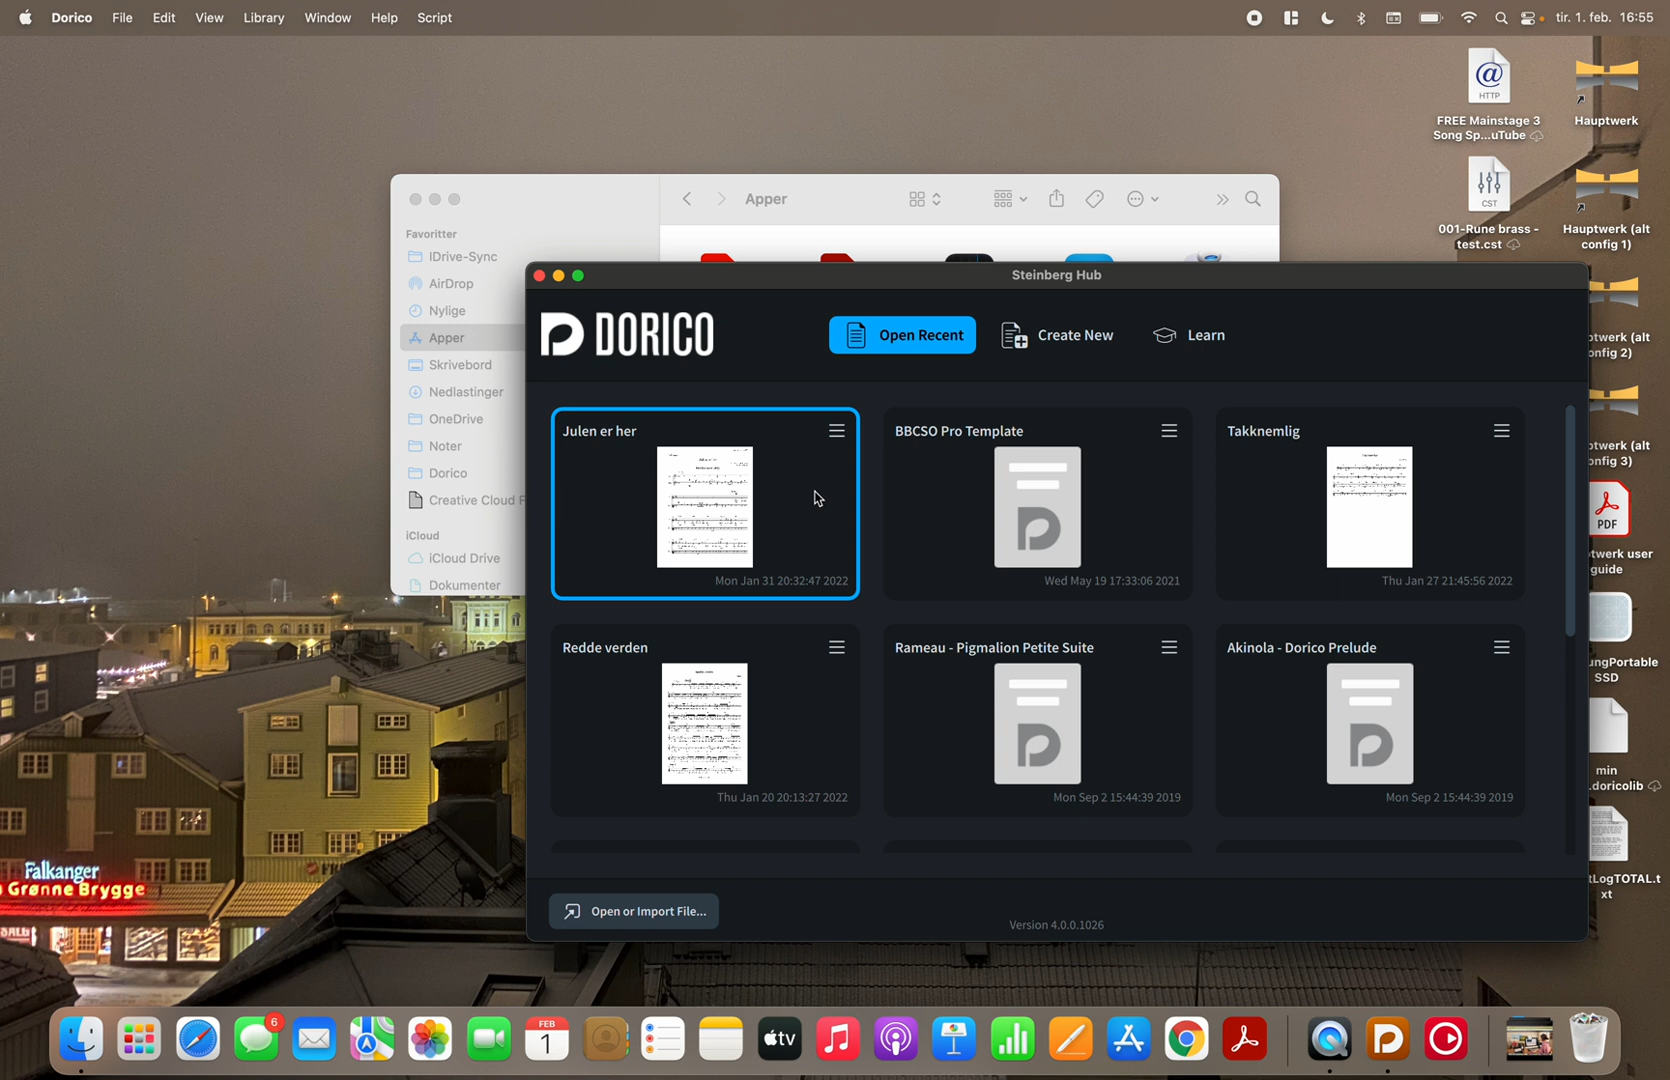 Dorico File Edit View Library Window Help Script
tir. 1. feb. 16:55
HTTP
FREE Mainstage 3
Song Sp...uTube
Hauptwerk
CST
001-Rune brass -
test.cst
Hauptwerk (alt
config 1)
ptwerk (alt
onfig 2)
ptwerk (alt
onfig 3)
PDF
twerk user
guide
ungPortable
SSD
min
.doricolib
tLogTOTAL.t
xt
Apper
Favoritter
IDrive-Sync
AirDrop
Nylige
Apper
Skrivebord
Nedlastinger
OneDrive
Noter
Dorico
Creative Cloud F
iCloud
iCloud Drive
Dokumenter
Steinberg Hub
DORICO
Open Recent
Create New
Learn
Julen er her
Mon Jan 31 20:32:47 2022
BBCSO Pro Template
Wed May 19 17:33:06 2021
Takknemlig
Thu Jan 27 21:45:56 2022
Redde verden
Thu Jan 20 20:13:27 2022
Rameau - Pigmalion Petite Suite
Mon Sep 2 15:44:39 2019
Akinola - Dorico Prelude
Mon Sep 2 15:44:39 2019
Open or Import File...
Version 4.0.0.1026
Falkanger
Grønne Brygge
SALG
6
FEB
1
tv